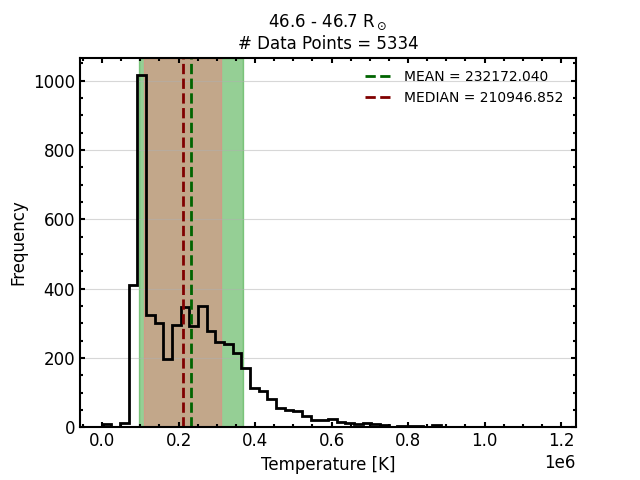 46.6 - 46.7 R⊙
# Data Points = 5334
MEAN = 232172.040
MEDIAN = 210946.852
Frequency
1000
800
600
400
200
0
0.0 0.2 0.4 0.6 0.8 1.0 1.2
1e6
Temperature [K]